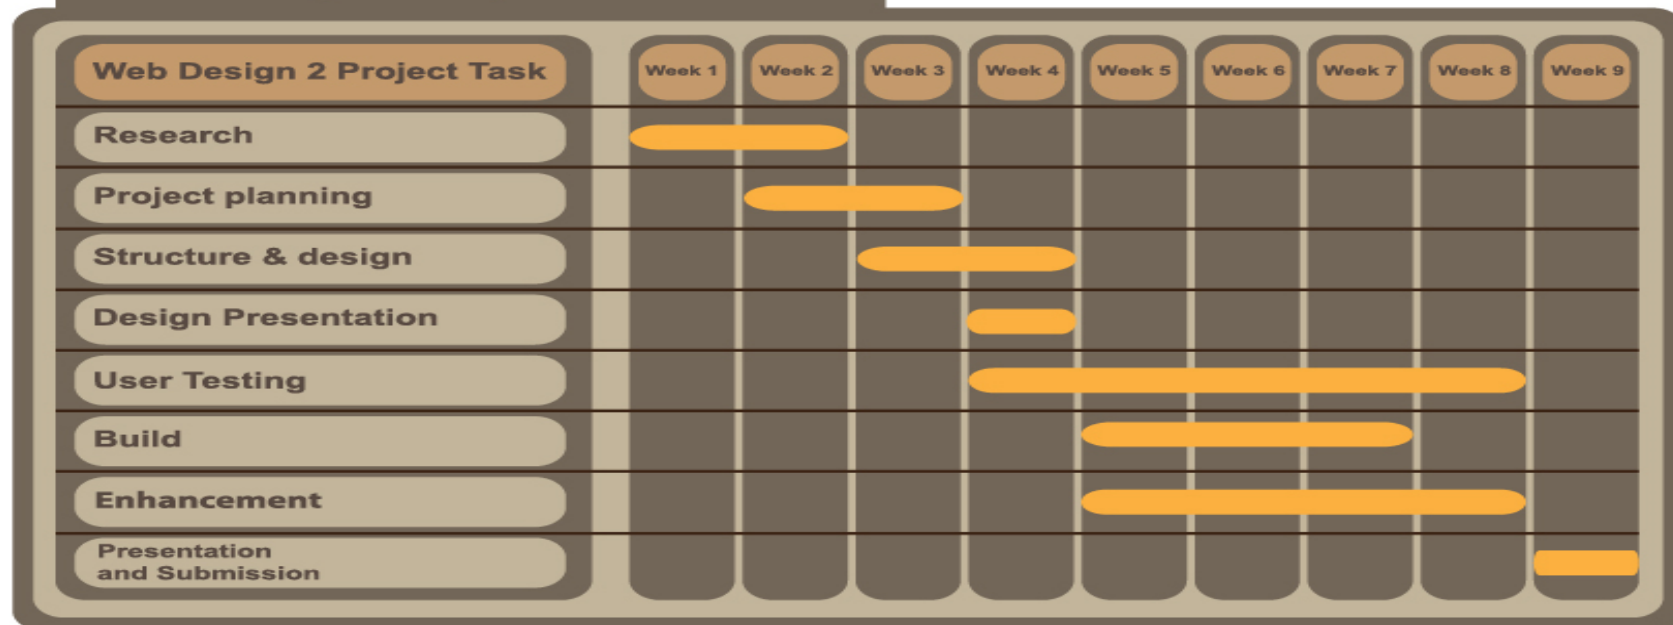 Web Design 2 Project Task
Week 1
Week 2
Week 3
Week 4
Week 5
Week 6
Week 7
Week 8
Week 9
Research
Project planning
Structure & design
Design Presentation
User Testing
Build
Enhancement
Presentation
and Submission